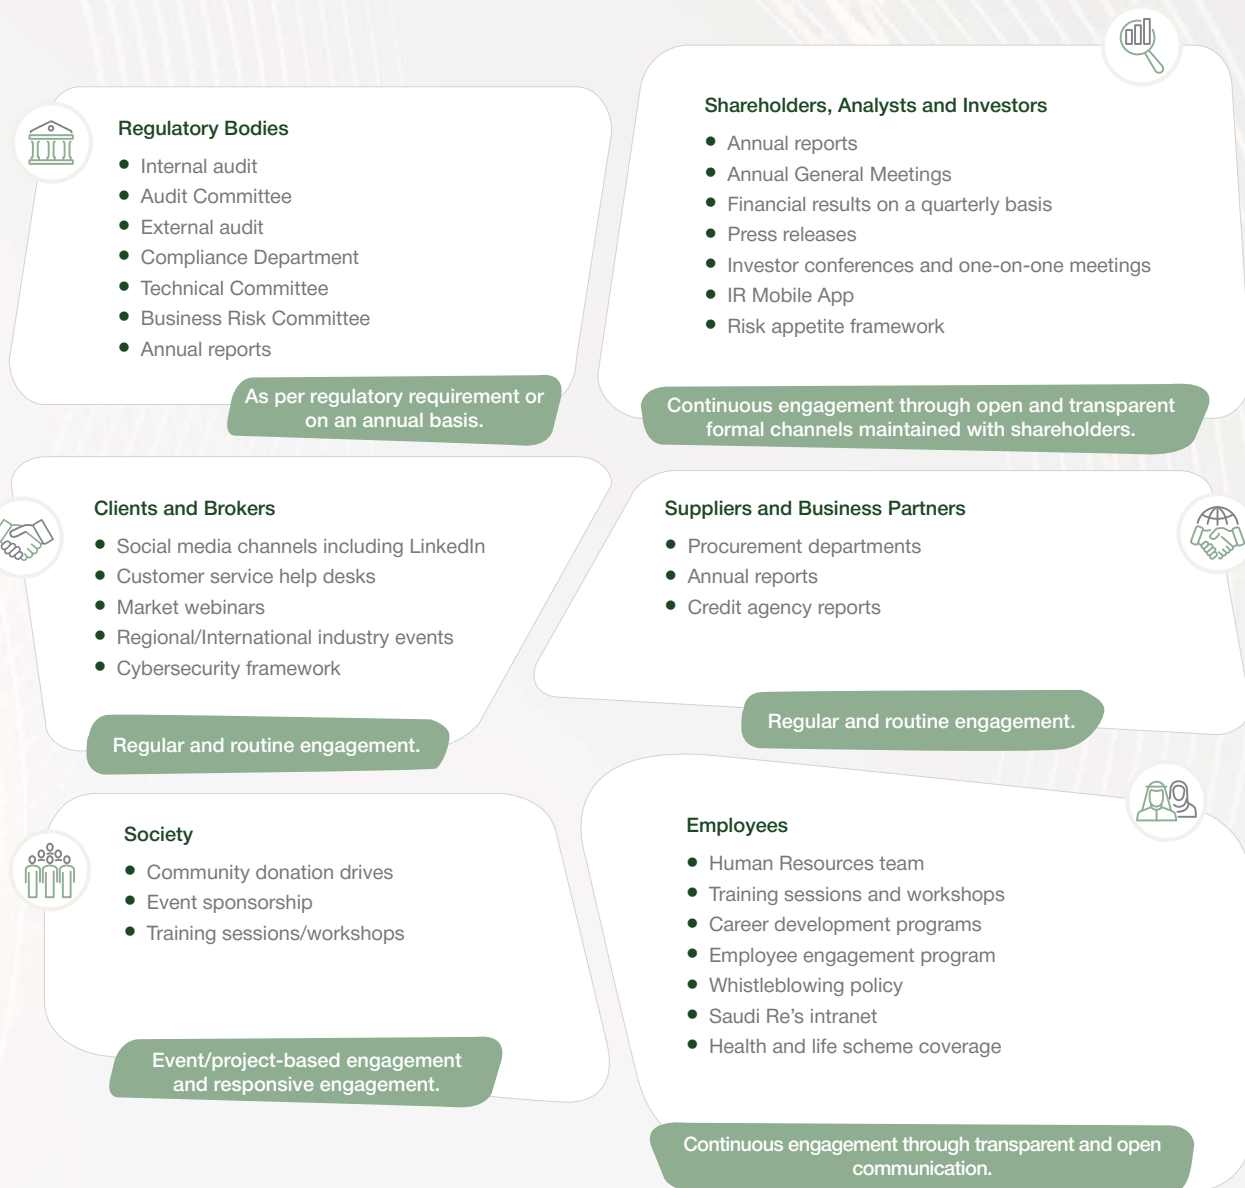 Regulatory Bodies
• Internal audit
• Audit Committee
• External audit
• Compliance Department
• Technical Committee
• Business Risk Committee
• Annual reports
As per regulatory requirement or
on an annual basis.
Shareholders, Analysts and Investors
• Annual reports
• Annual General Meetings
• Financial results on a quarterly basis
• Press releases
• Investor conferences and one-on-one meetings
• IR Mobile App
• Risk appetite framework
Continuous engagement through open and transparent
formal channels maintained with shareholders.
Clients and Brokers
• Social media channels including LinkedIn
• Customer service help desks
• Market webinars
• Regional/International industry events
• Cybersecurity framework
Regular and routine engagement.
Suppliers and Business Partners
• Procurement departments
• Annual reports
• Credit agency reports
Regular and routine engagement.
Society
• Community donation drives
• Event sponsorship
• Training sessions/workshops
Event/project-based engagement
and responsive engagement.
Employees
• Human Resources team
• Training sessions and workshops
• Career development programs
• Employee engagement program
• Whistleblowing policy
• Saudi Re’s intranet
• Health and life scheme coverage
Continuous engagement through transparent and open
communication.